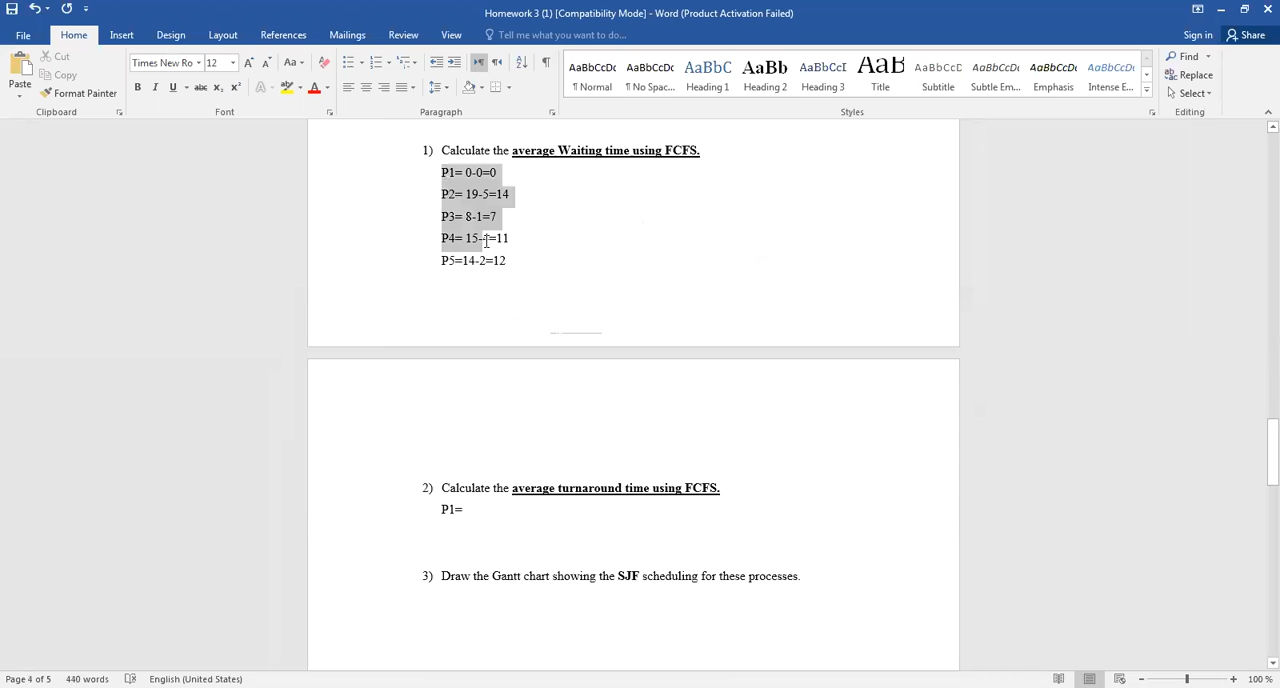 Homework 3 (1) [Compatibility Mode] - Word (Product Activation Failed)
File Home Insert Design Layout References Mailings Review View Tell me what you want to do... Sign in Share
Paste
Cut
Copy
Format Painter
Clipboard
Times New Ro 12
Font
Paragraph
AaBbCcDc AaBbCcDc AaBbC AaBb AaBbCcI AaB AaBbCcD AaBbCcDt AaBbCcDt AaBbCcDt
¶ Normal ¶ No Spac... Heading 1 Heading 2 Heading 3 Title Subtitle Subtle Em... Emphasis Intense E...
Styles
Find
Replace
Select
Editing
1) Calculate the average Waiting time using FCFS.
P1= 0-0=0
P2= 19-5=14
P3= 8-1=7
P4= 15- =11
P5=14-2=12
2) Calculate the average turnaround time using FCFS.
P1=
3) Draw the Gantt chart showing the SJF scheduling for these processes.
Page 4 of 5 440 words English (United States) 100 %